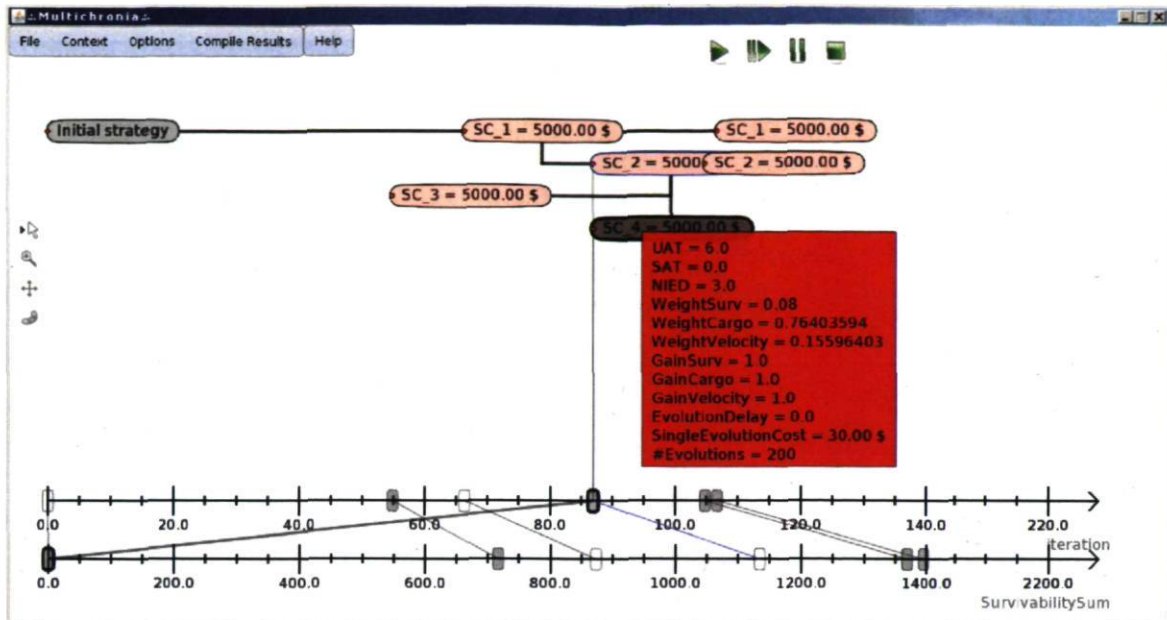 .:.Multichronia.:.
File Context Options Compile Results Help
Initial strategy
SC_1 = 5000.00 $
SC_1 = 5000.00 $
SC_2 = 5000
SC_2 = 5000.00 $
SC_3 = 5000.00 $
SC_4 = 5000.00 $
UAT = 6.0
SAT = 0.0
NIED = 3.0
WeightSurv = 0.08
WeightCargo = 0.76403594
WeightVelocity = 0.15596403
GainSurv = 1.0
GainCargo = 1.0
GainVelocity = 1.0
EvolutionDelay = 0.0
SingleEvolutionCost = 30.00 $
#Evolutions = 200
0.0 20.0 40.0 60.0 80.0 100.0 120.0 140.0 220.0
iteration
0.0 200.0 400.0 600.0 800.0 1000.0 1200.0 1400.0 2200.0
SurvivabilitySum